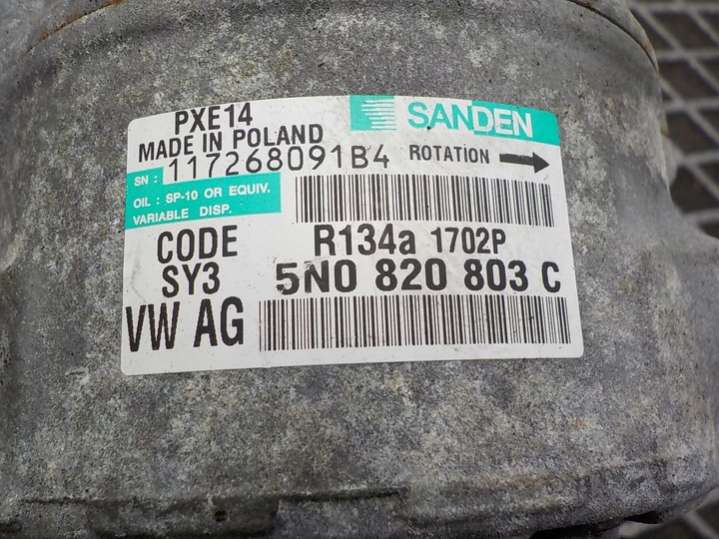 PXE14
SANDEN
MADE IN POLAND
SN : 117268091B4
ROTATION
OIL : SP-10 OR EQUIV.
VARIABLE DISP.
CODE
R134a 1702P
SY3
5N0 820 803 C
VW AG